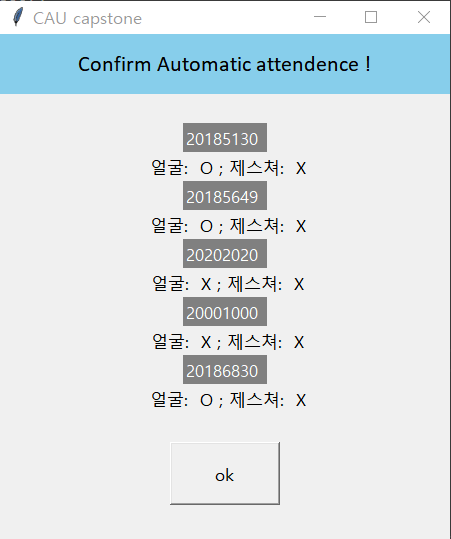 CAU capstone
Confirm Automatic attendence !
20185130
얼굴: O ; 제스쳐: X
20185649
얼굴: O ; 제스쳐: X
20202020
얼굴: X ; 제스쳐: X
20001000
얼굴: X ; 제스쳐: X
20186830
얼굴: O ; 제스쳐: X
ok